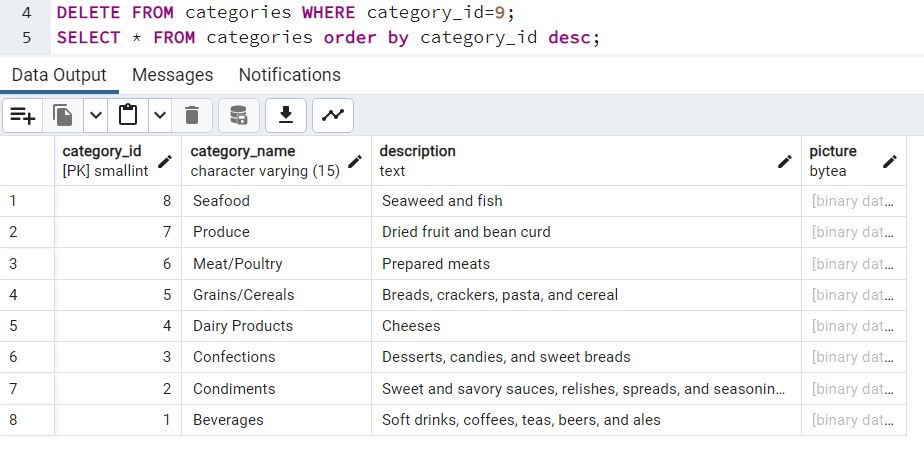 4 DELETE FROM categories WHERE category_id=9;
5 SELECT * FROM categories order by category_id desc;
Data Output Messages Notifications
category_id category_name description picture
[PK] smallint character varying (15) text bytea
1 8 Seafood Seaweed and fish [binary dat...
2 7 Produce Dried fruit and bean curd [binary dat...
3 6 Meat/Poultry Prepared meats [binary dat...
4 5 Grains/Cereals Breads, crackers, pasta, and cereal [binary dat...
5 4 Dairy Products Cheeses [binary dat...
6 3 Confections Desserts, candies, and sweet breads [binary dat...
7 2 Condiments Sweet and savory sauces, relishes, spreads, and seasonin... [binary dat...
8 1 Beverages Soft drinks, coffees, teas, beers, and ales [binary dat...